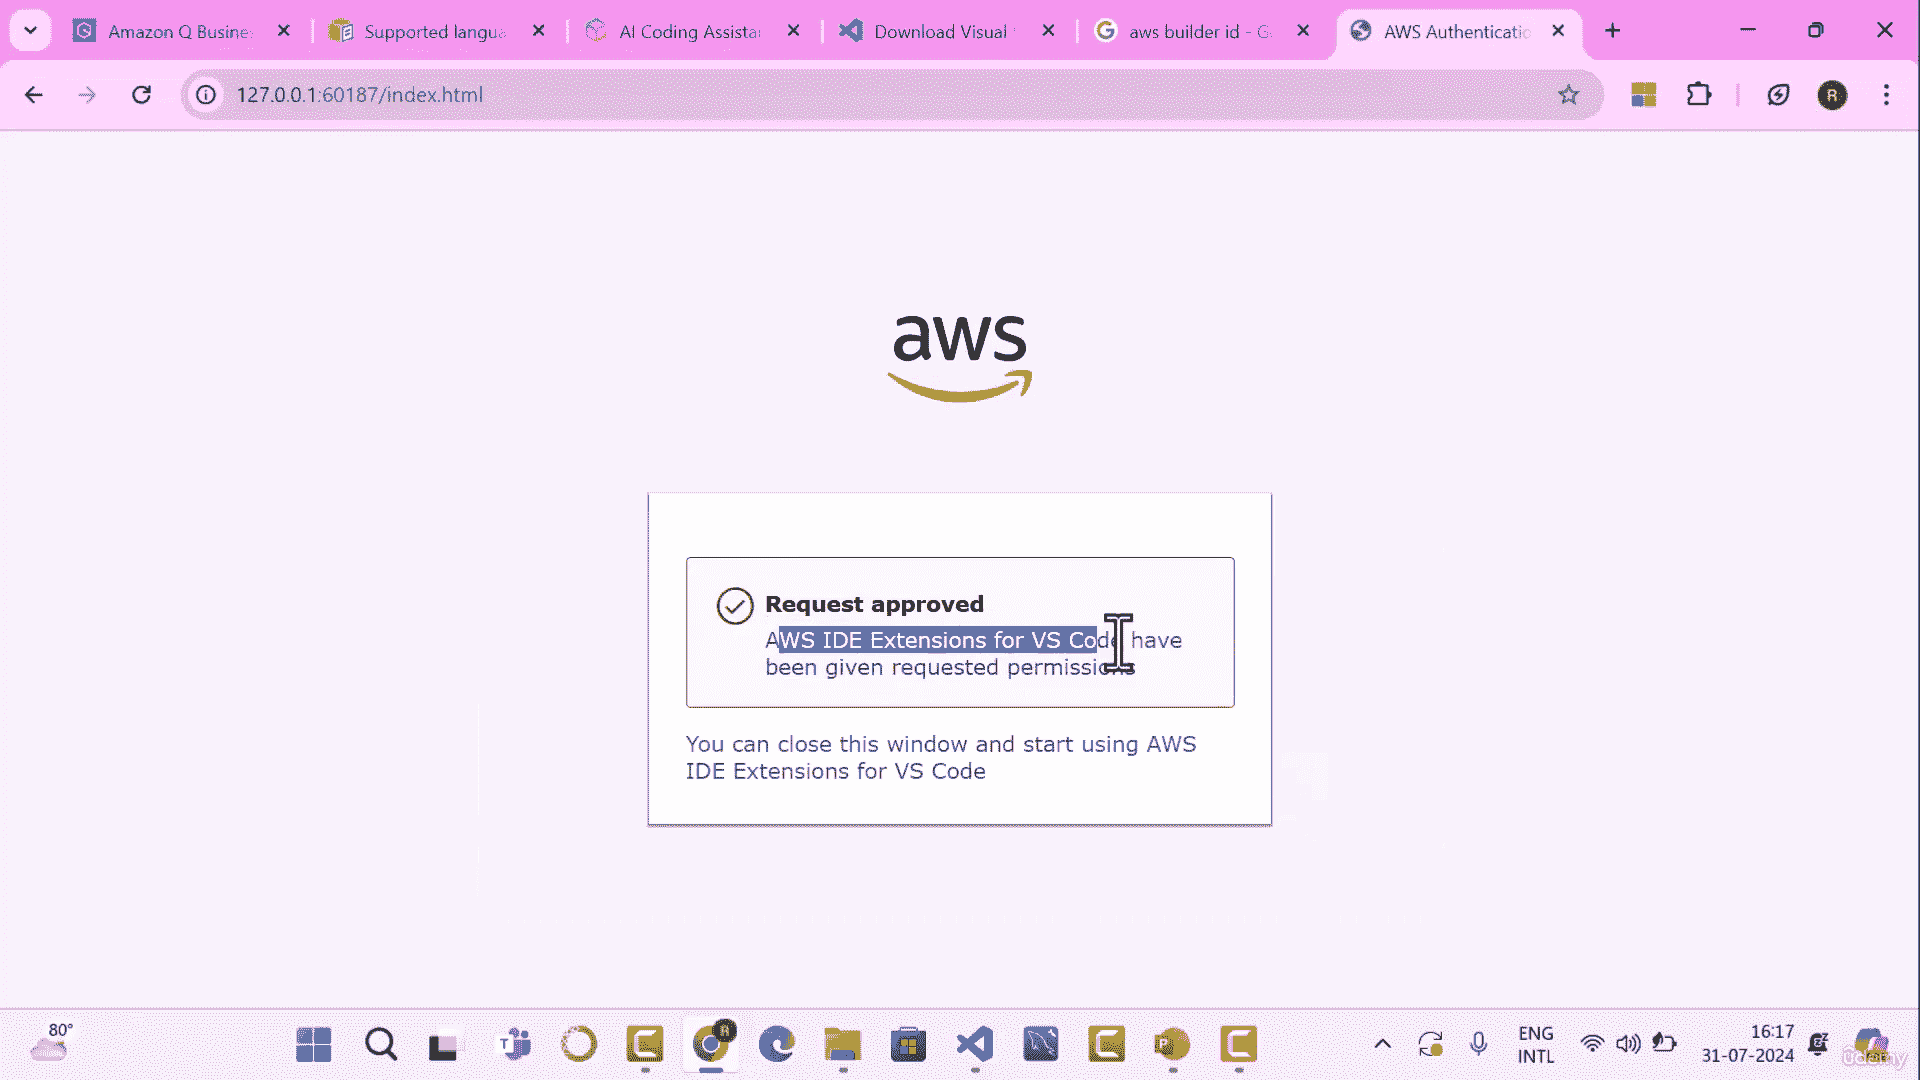 Amazon Q Busine
Supported langua
AI Coding Assista
Download Visual
aws builder id - G
AWS Authenticatio
127.0.0.1:60187/index.html
R
aws
Request approved
AWS IDE Extensions for VS Code have
been given requested permissions
You can close this window and start using AWS
IDE Extensions for VS Code
80°
R
T
P
ENG
INTL
16:17
31-07-2024
ûdemy